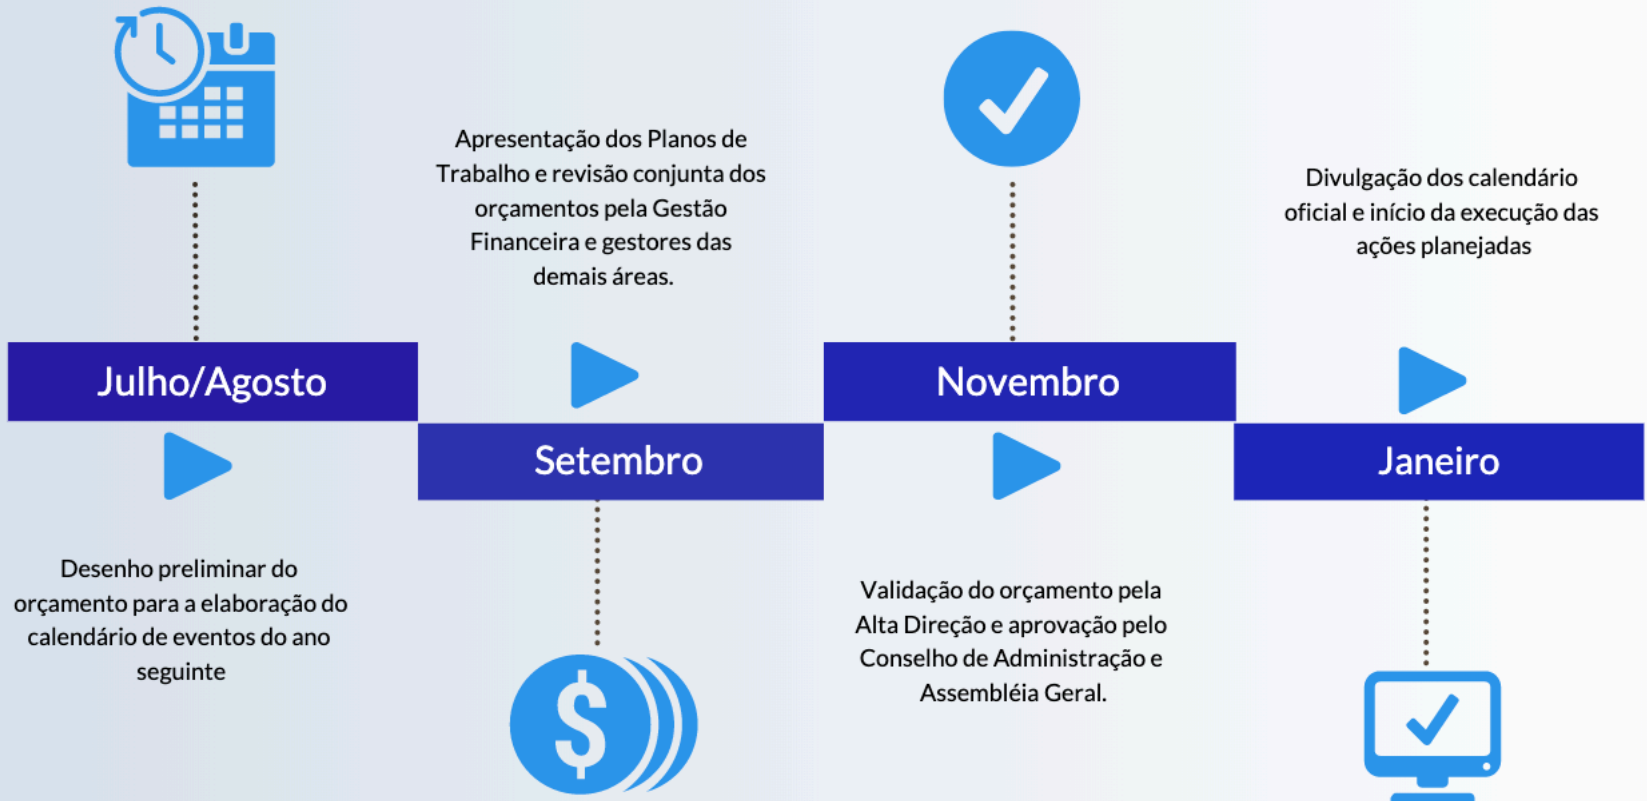 Apresentação dos Planos de
Trabalho e revisão conjunta dos
orçamentos pela Gestão
Financeira e gestores das
demais áreas.
Divulgação dos calendário
oficial e início da execução das
ações planejadas
Julho/Agosto
Novembro
Setembro
Janeiro
Desenho preliminar do
orçamento para a elaboração do
calendário de eventos do ano
seguinte
Validação do orçamento pela
Alta Direção e aprovação pelo
Conselho de Administração e
Assembléia Geral.
$